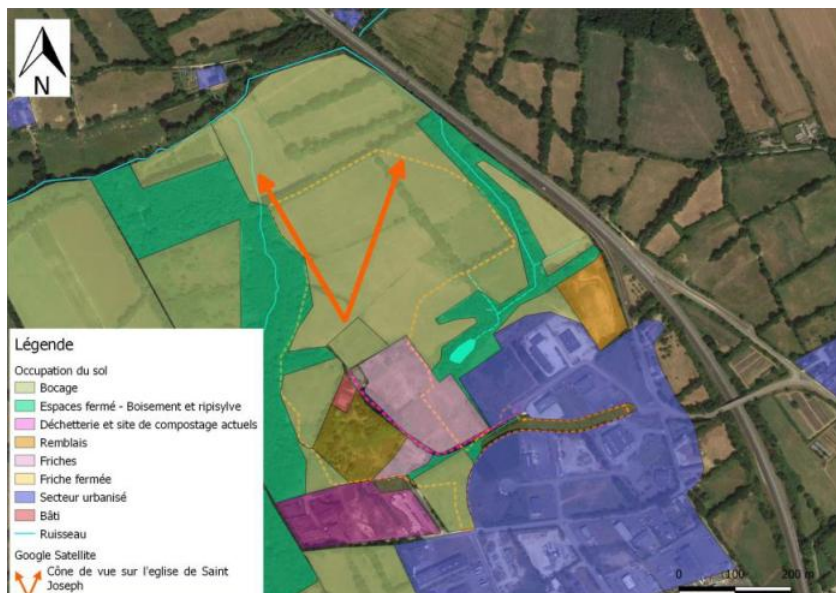 N
Légende
Occupation du sol
Bocage
Espaces fermé - Boisement et ripisylve
Déchetterie et site de compostage actuels
Remblais
Friches
Friche fermée
Secteur urbanisé
Bâti
Ruisseau
Google Satellite
Cône de vue sur l'eglise de Saint
Joseph
0 100 200 m